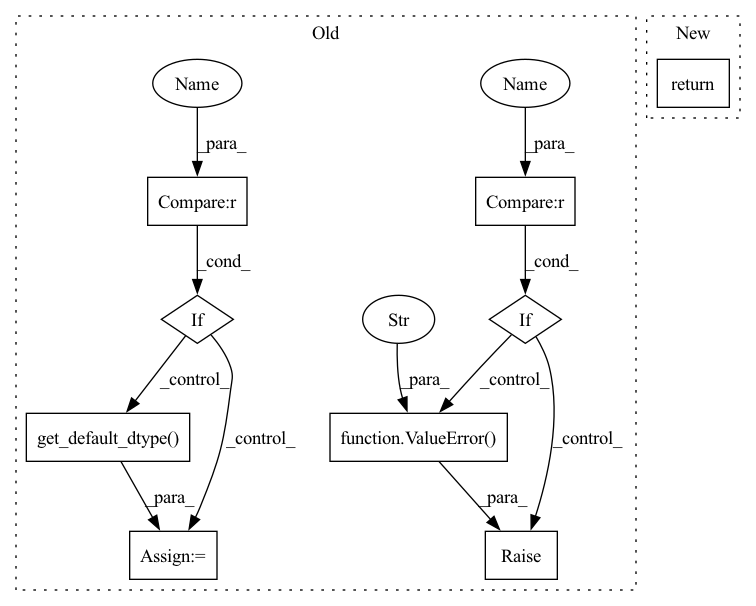 Old
New
Name
Name
return
_para_
_para_
Compare:r
Compare:r
_cond_
_cond_
If
Str
If
_control_
_para_
_control_
get_default_dtype()
_control_
function.ValueError()
_control_
_para_
_para_
Assign:=
Raise